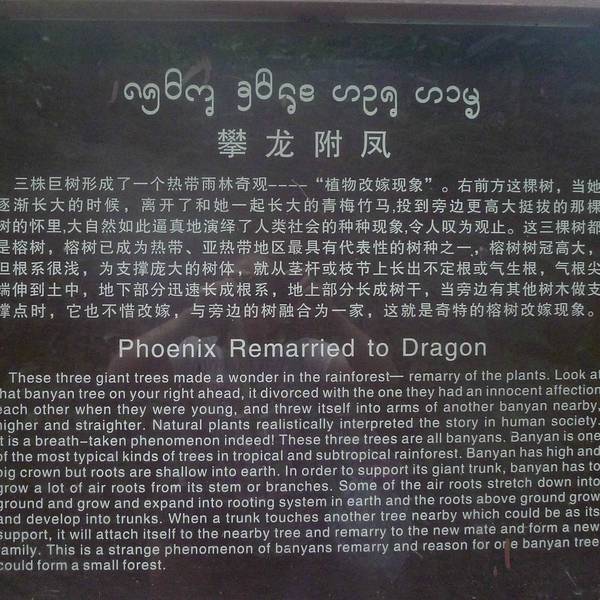 攀龙附凤
三株巨树形成了一个热带雨林奇观----“植物改嫁现象”。右前方这棵树，当她
逐渐长大的时候，离开了和她一起长大的青梅竹马,投到旁边更高大挺拔的那棵
树的怀里,大自然如此逼真地演绎了人类社会的种种现象,令人叹为观止。这三棵树都
是榕树，榕树已成为热带、亚热带地区最具有代表性的树种之一，榕树树冠高大，
但根系很浅，为支撑庞大的树体，就从茎杆或枝节上长出不定根或气生根，气根尖
端伸到土中，地下部分迅速长成根系，地上部分长成树干，当旁边有其他树木做支
撑点时，它也不惜改嫁，与旁边的树融合为一家，这就是奇特的榕树改嫁现象。
Phoenix Remarried to Dragon
These three giant trees made a wonder in the rainforest— remarry of the plants. Look at
that banyan tree on your right ahead, it divorced with the one they had an innocent affection
each other when they were young, and threw itself into arms of another banyan nearby,
higher and straighter. Natural plants realistically interpreted the story in human society.
It is a breath-taken phenomenon indeed! These three trees are all banyans. Banyan is one
of the most typical kinds of trees in tropical and subtropical rainforest. Banyan has high and
big crown but roots are shallow into earth. In order to support its giant trunk, banyan has to
grow a lot of air roots from its stem or branches. Some of the air roots stretch down into
ground and grow and expand into rooting system in earth and the roots above ground grow
and develop into trunks. When a trunk touches another tree nearby which could be as its
support, it will attach itself to the nearby tree and remarry to the new mate and form a new
family. This is a strange phenomenon of banyans remarry and reason for one banyan tree
could form a small forest.